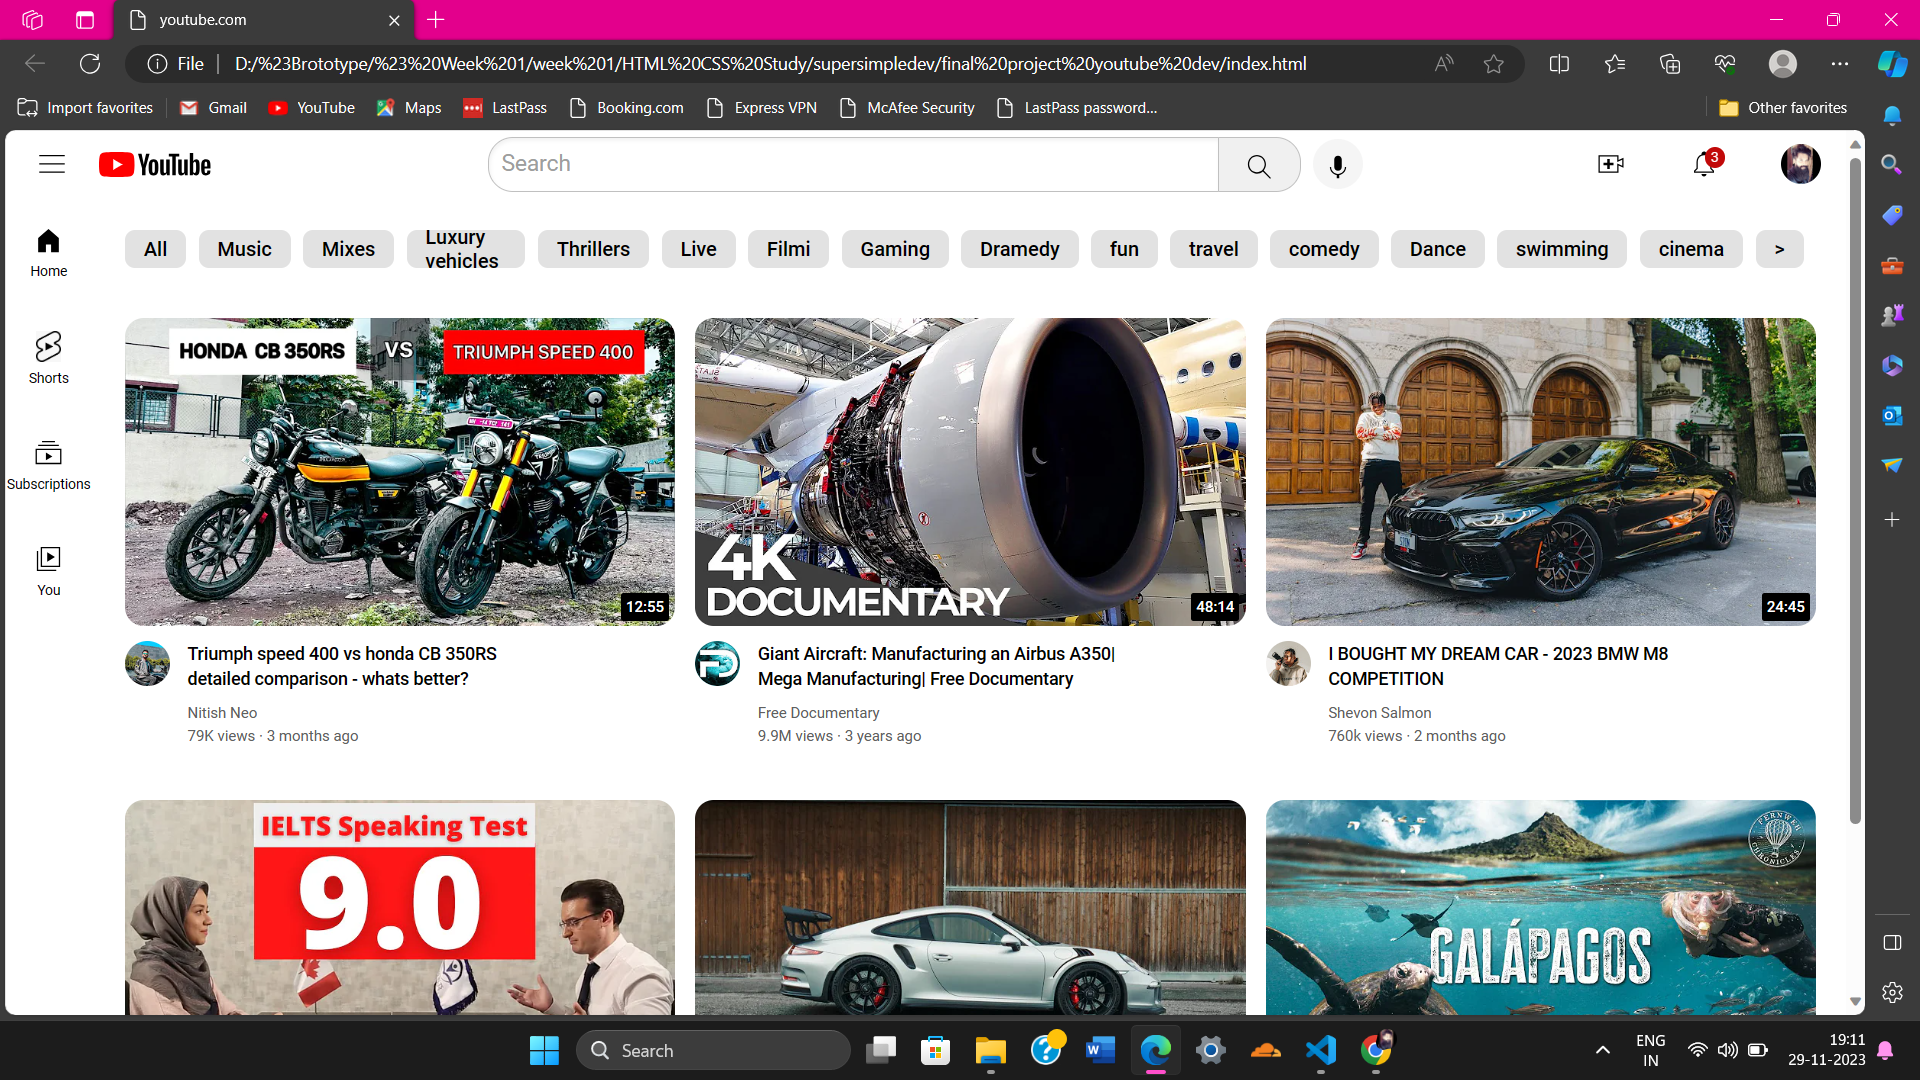 youtube.com
File
D:/%23Brototype/%23%20Week%201/week%201/HTML%20CSS%20Study/supersimpledev/final%20project%20youtube%20dev/index.html
Import favorites
Gmail
YouTube
Maps
LastPass
Booking.com
Express VPN
McAfee Security
LastPass password...
Other favorites
YouTube
Search
3
Home
Shorts
Subscriptions
You
All
Music
Mixes
Luxury
vehicles
Thrillers
Live
Filmi
Gaming
Dramedy
fun
travel
comedy
Dance
swimming
cinema
>
HONDA CB 350RS
VS
TRIUMPH SPEED 400
12:55
Triumph speed 400 vs honda CB 350RS
detailed comparison - whats better?
Nitish Neo
79K views · 3 months ago
4K
DOCUMENTARY
48:14
Giant Aircraft: Manufacturing an Airbus A350|
Mega Manufacturing| Free Documentary
Free Documentary
9.9M views · 3 years ago
24:45
I BOUGHT MY DREAM CAR - 2023 BMW M8
COMPETITION
Shevon Salmon
760k views · 2 months ago
IELTS Speaking Test
9.0
FERNWEH
CHRONICLES
GALÁPAGOS
Search
ENG
IN
19:11
29-11-2023